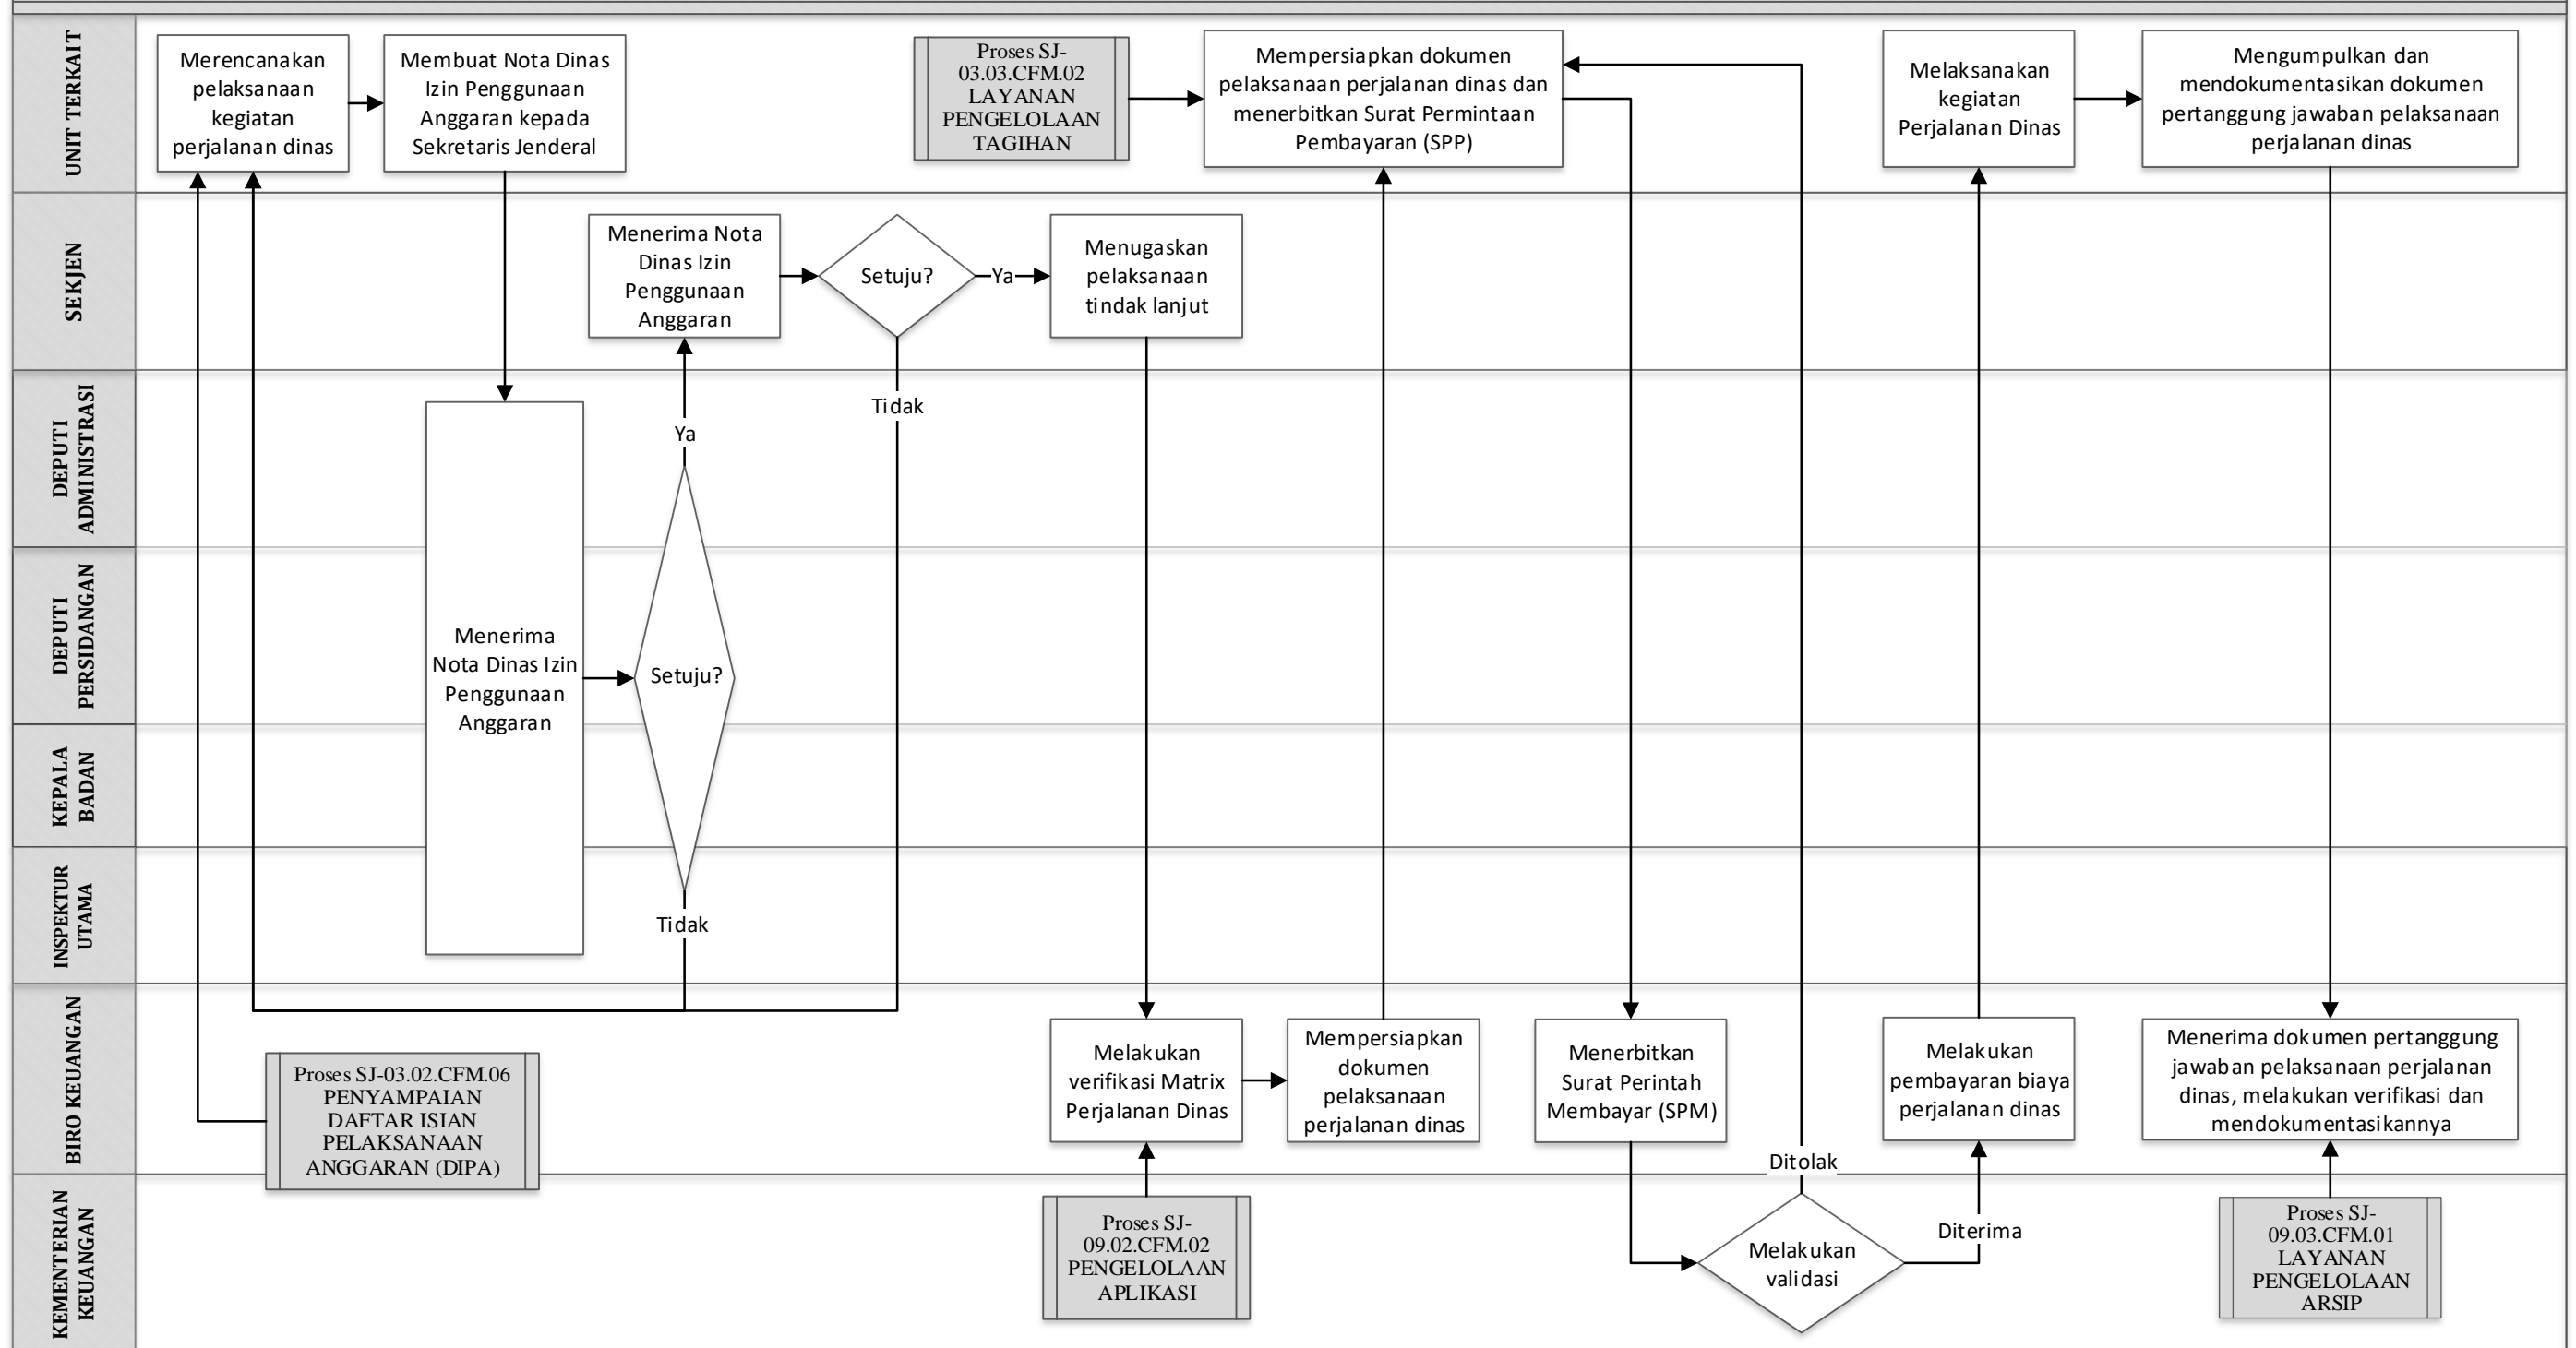 UNIT TERKAIT
Merencanakan
pelaksanaan
kegiatan
perjalanan dinas
Membuat Nota Dinas
Izin Penggunaan
Anggaran kepada
Sekretaris Jenderal
Proses SJ-
03.03.CFM.02
LAYANAN
PENGELOLAAN
TAGIHAN
Mempersiapkan dokumen
pelaksanaan perjalanan dinas dan
menerbitkan Surat Permintaan
Pembayaran (SPP)
Melaksanakan
kegiatan
Perjalanan Dinas
Mengumpulkan dan
mendokumentasikan dokumen
pertanggung jawaban pelaksanaan
perjalanan dinas
SEKJEN
Menerima Nota
Dinas Izin
Penggunaan
Anggaran
Setuju?
Ya
Menugaskan
pelaksanaan
tindak lanjut
DEPUTI
ADMINISTRASI
Ya
Tidak
DEPUTI
PERSIDANGAN
Menerima
Nota Dinas Izin
Penggunaan
Anggaran
Setuju?
KEPALA
BADAN
INSPEKTUR
UTAMA
Tidak
BIRO KEUANGAN
Proses SJ-03.02.CFM.06
PENYAMPAIAN
DAFTAR ISIAN
PELAKSANAAN
ANGGARAN (DIPA)
Melakukan
verifikasi Matrix
Perjalanan Dinas
Mempersiapkan
dokumen
pelaksanaan
perjalanan dinas
Menerbitkan
Surat Perintah
Membayar (SPM)
Ditolak
Melakukan
pembayaran biaya
perjalanan dinas
Menerima dokumen pertanggung
jawaban pelaksanaan perjalanan
dinas, melakukan verifikasi dan
mendokumentasikannya
KEMENTERIAN
KEUANGAN
Proses SJ-
09.02.CFM.02
PENGELOLAAN
APLIKASI
Melakukan
validasi
Diterima
Proses SJ-
09.03.CFM.01
LAYANAN
PENGELOLAAN
ARSIP